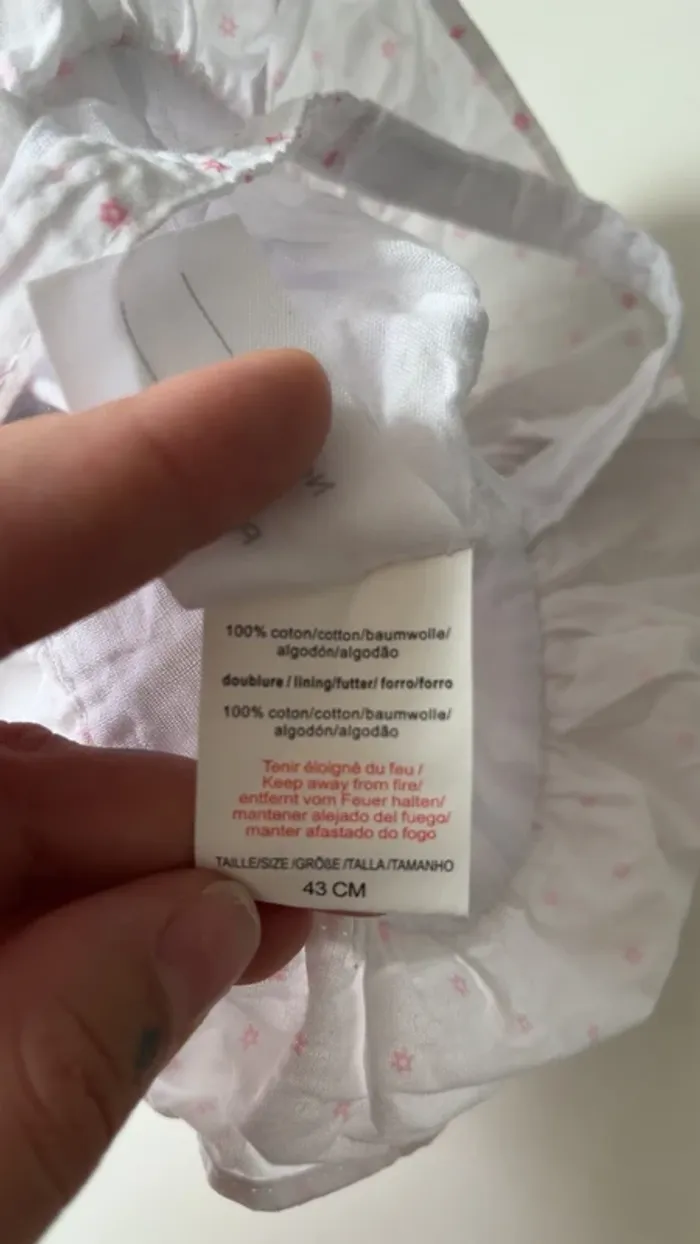 100% coton/cotton/baumwolle/
algodón/algodão
doublure / lining/futter/ forro/forro
100% coton/cotton/baumwolle/
algodón/algodão
Tenir éloigné du feu /
Keep away from fire/
entfernt vom Feuer halten/
mantener alejado del fuego/
manter afastado do fogo
TAILLE/SIZE/GRÖßE/TALLA/TAMANHO
43 CM